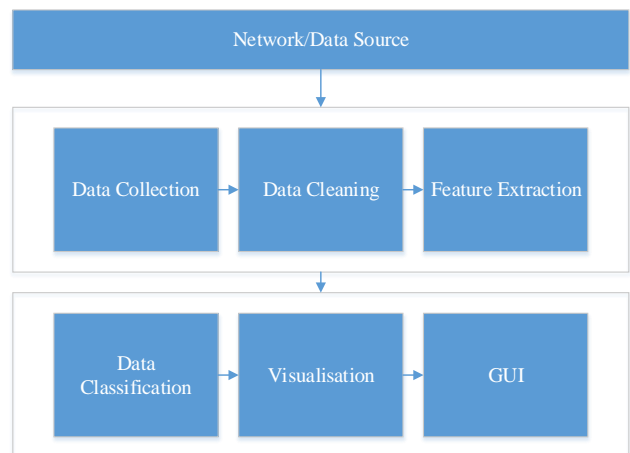 Network/Data Source
Data Collection
Data Cleaning
Feature Extraction
Data
Classification
Visualisation
GUI